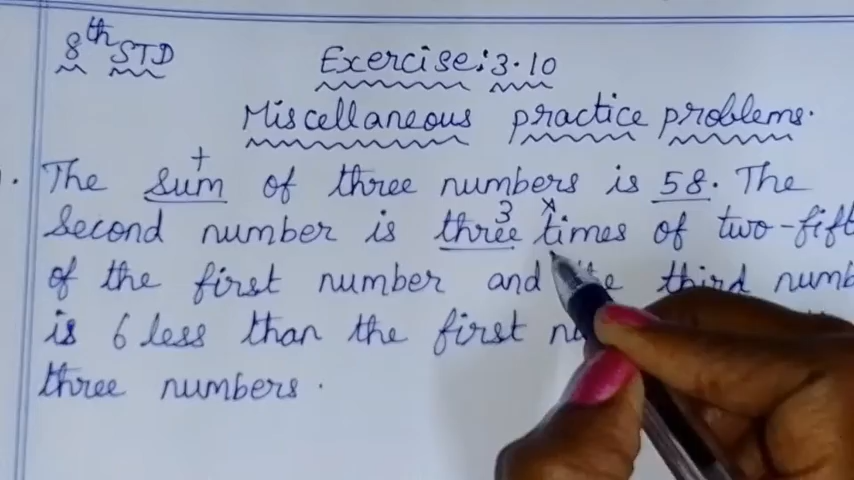 8th STD
Exercise: 3.10
Miscellaneous practice problems.
+
. The sum of three numbers is 58. The
3 ×
Second number is three times of two-fift
of the first number and the third numb
is 6 less than the first
three numbers.